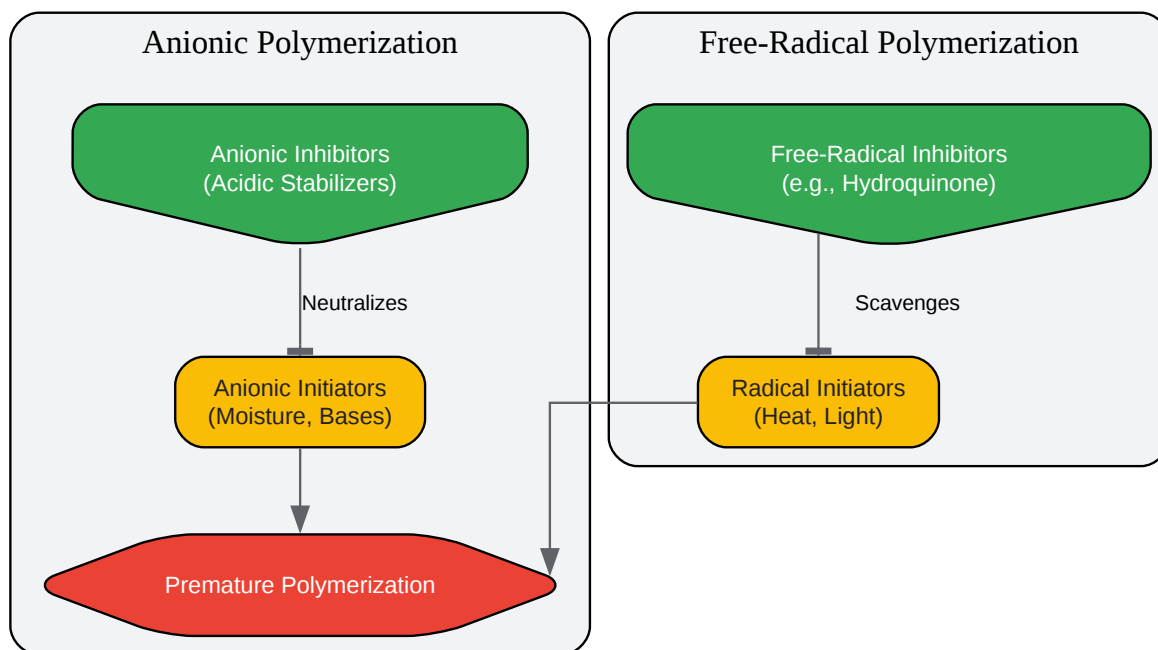 Anionic Polymerization
Anionic Inhibitors
(Acidic Stabilizers)
Neutralizes
Anionic Initiators
(Moisture, Bases)
Premature Polymerization
Free-Radical Polymerization
Free-Radical Inhibitors
(e.g., Hydroquinone)
Scavenges
Radical Initiators
(Heat, Light)